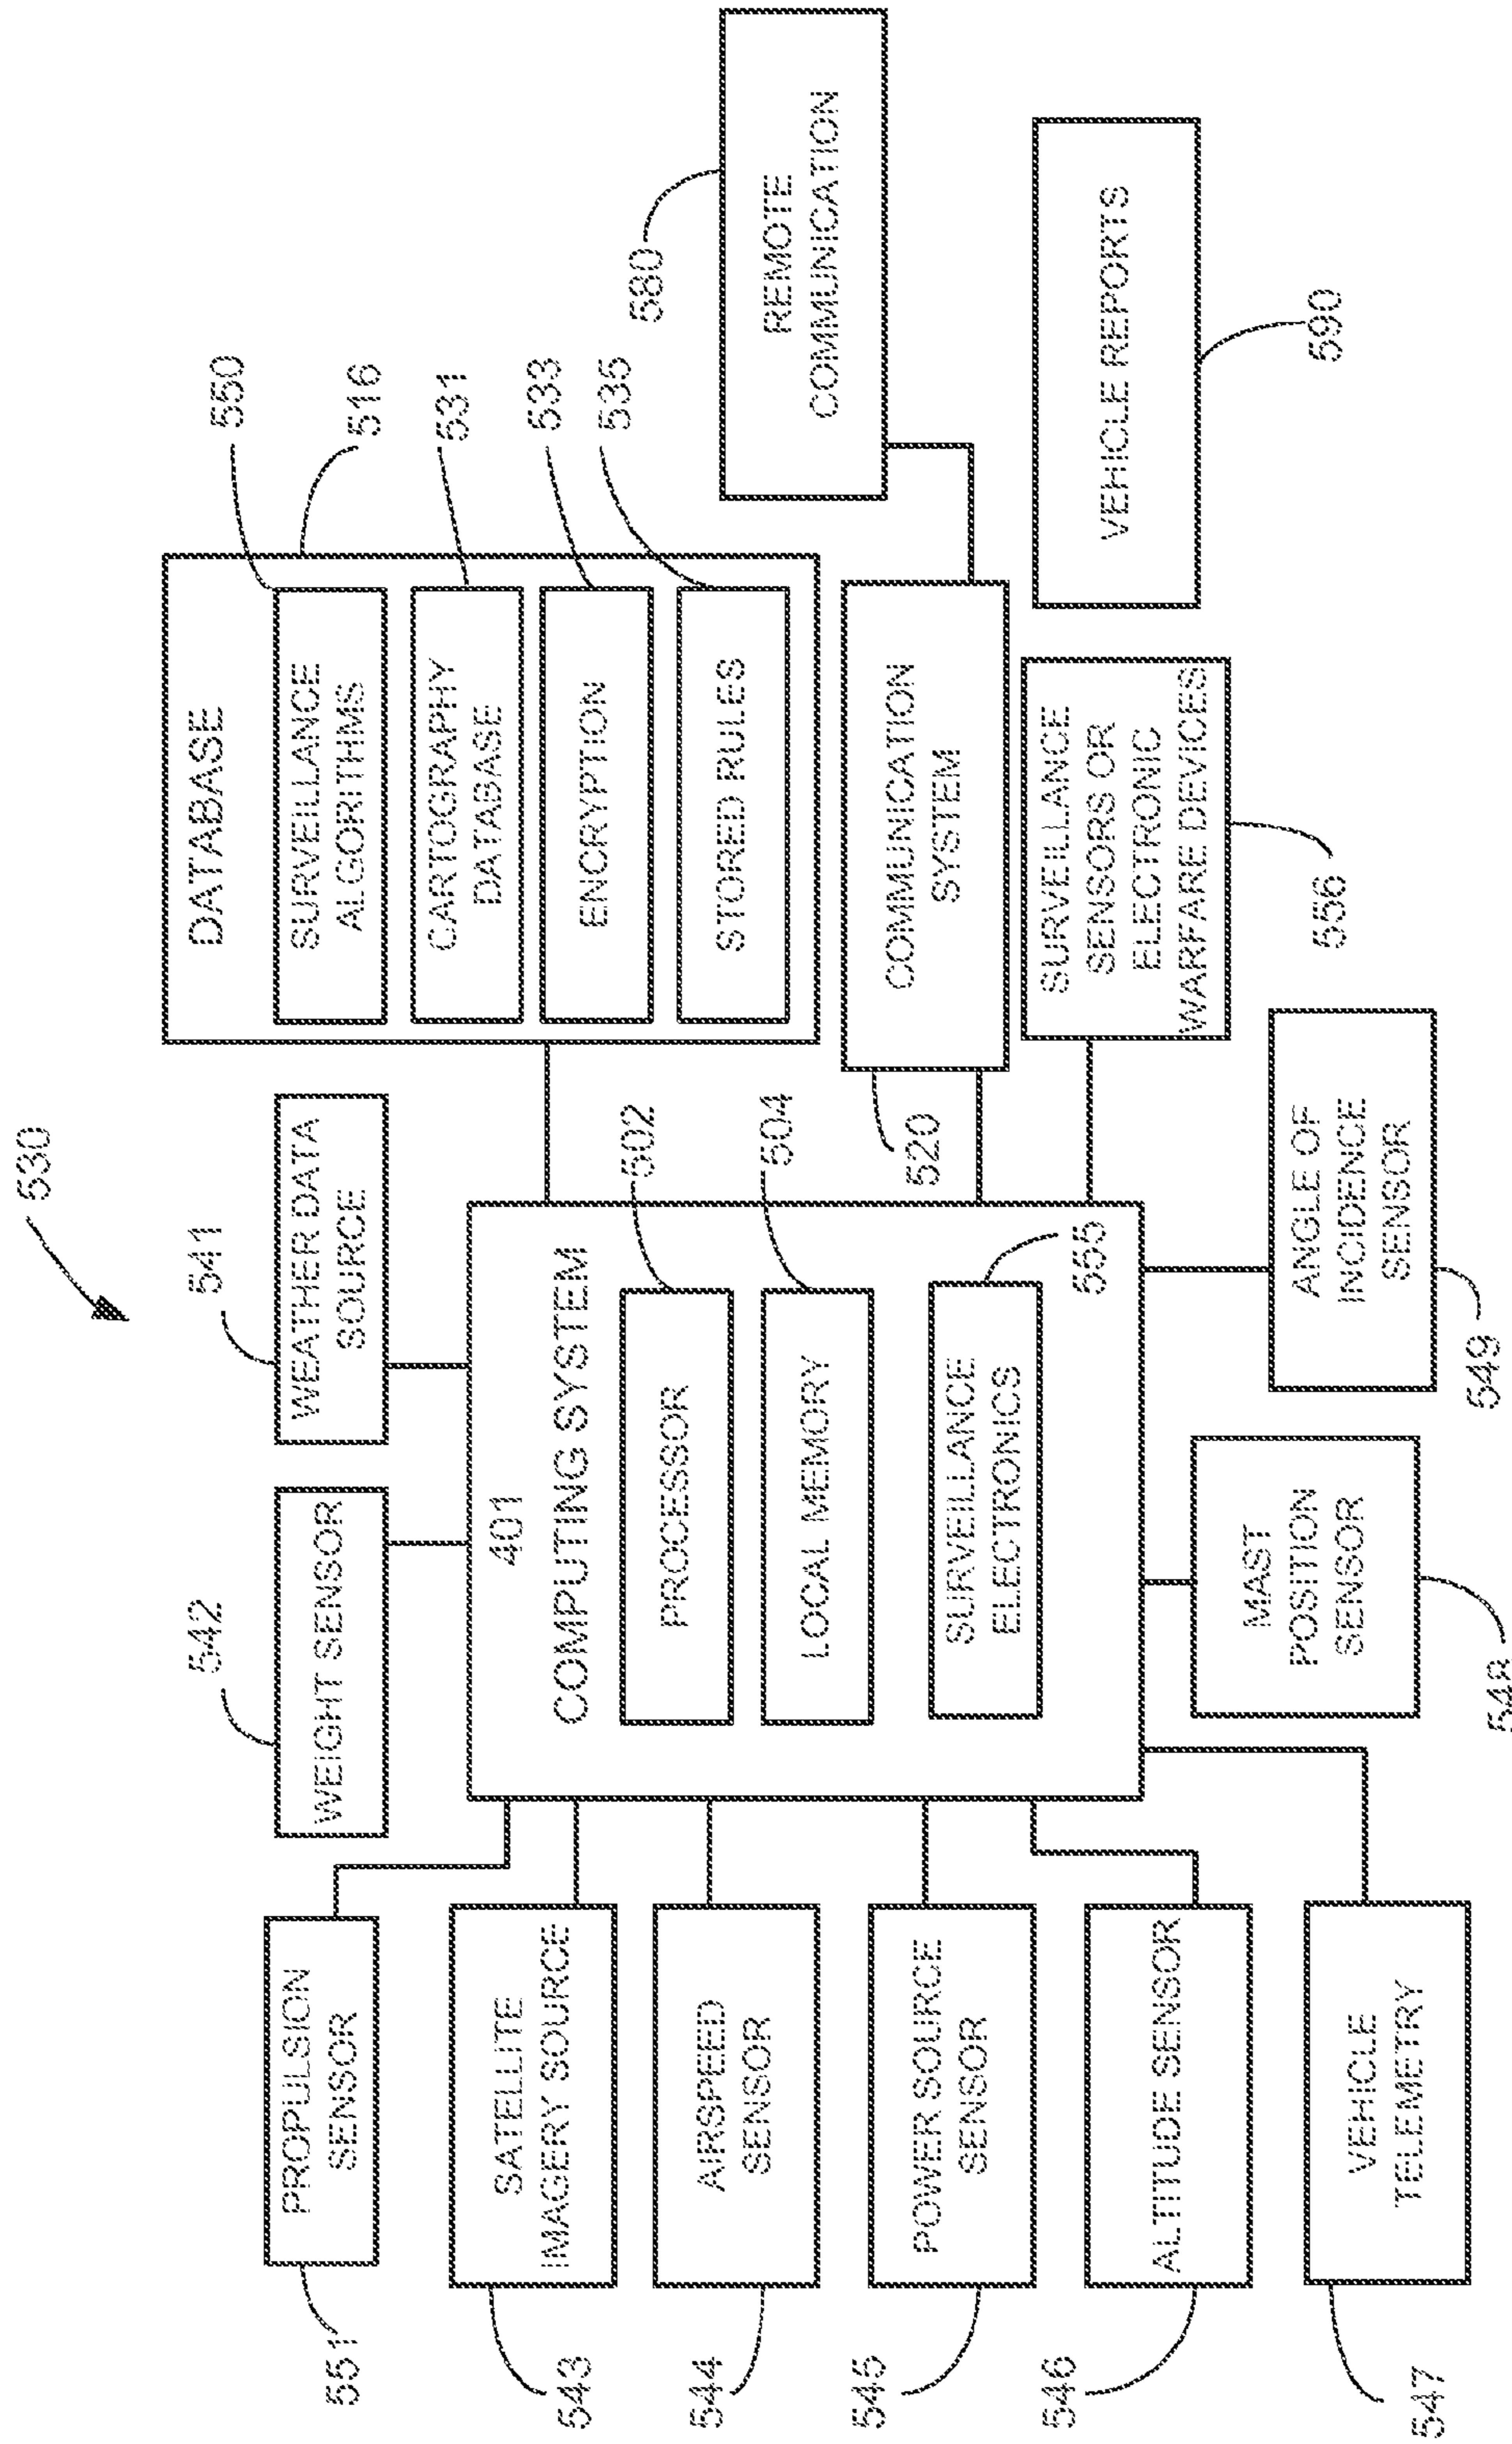 530
541
WEATHER DATA
SOURCE
542
WEIGHT SENSOR
551
PROPULSION
SENSOR
543
SATELLITE
IMAGERY SOURCE
544
AIRSPEED
SENSOR
545
POWER SOURCE
SENSOR
546
ALTITUDE SENSOR
547
VEHICLE
TELEMETRY
401
COMPUTING SYSTEM
PROCESSOR
502
LOCAL MEMORY
504
SURVEILLANCE
ELECTRONICS
555
MAST
POSITION
SENSOR
548
ANGLE OF
INCIDENCE
SENSOR
549
DATABASE
516
SURVEILLANCE
ALGORITHMS
550
CARTOGRAPHY
DATABASE
531
ENCRYPTION
533
STORED RULES
535
COMMUNICATION
SYSTEM
520
SURVEILLANCE
SENSORS OR
ELECTRONIC
WARFARE DEVICES
556
580
REMOTE
COMMUNICATION
VEHICLE REPORTS
590